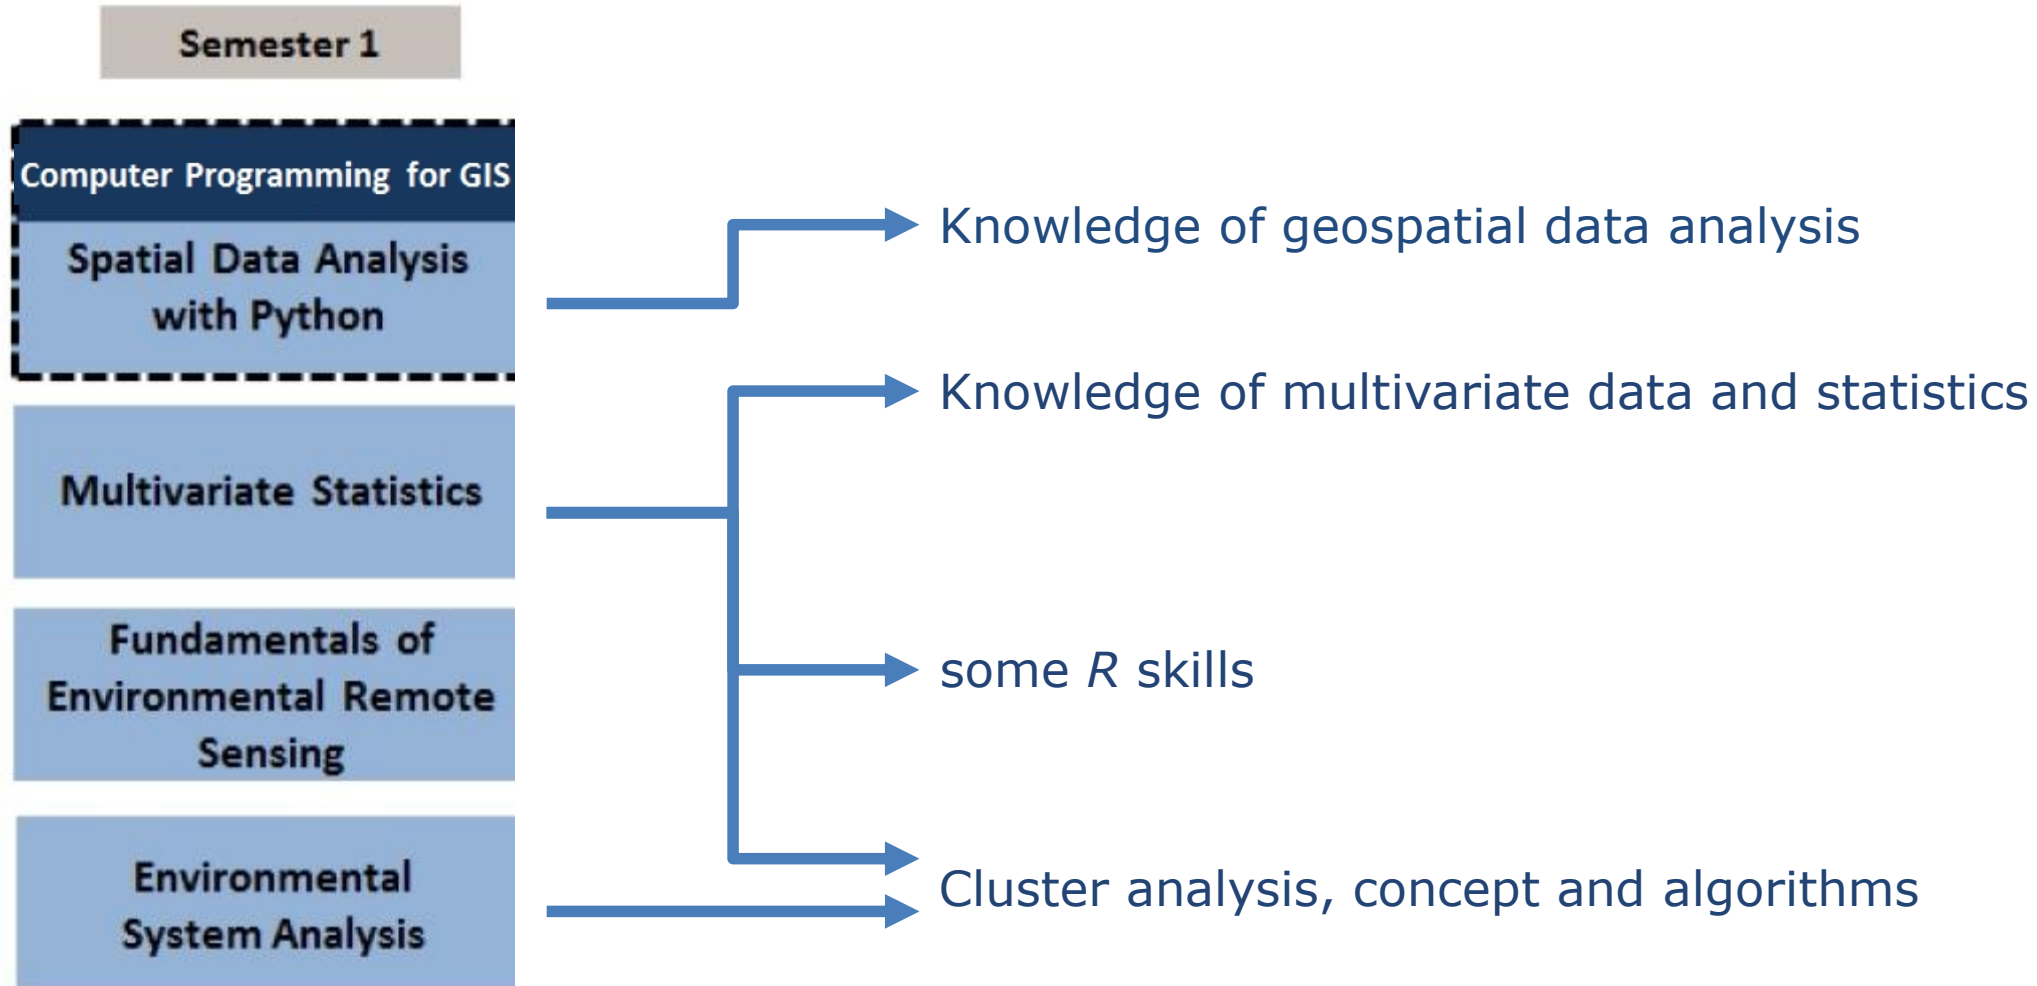 Semester 1
Computer Programming for GIS
Spatial Data Analysis
with Python
Multivariate Statistics
Fundamentals of
Environmental Remote
Sensing
Environmental
System Analysis
Knowledge of geospatial data analysis
Knowledge of multivariate data and statistics
some R skills
Cluster analysis, concept and algorithms